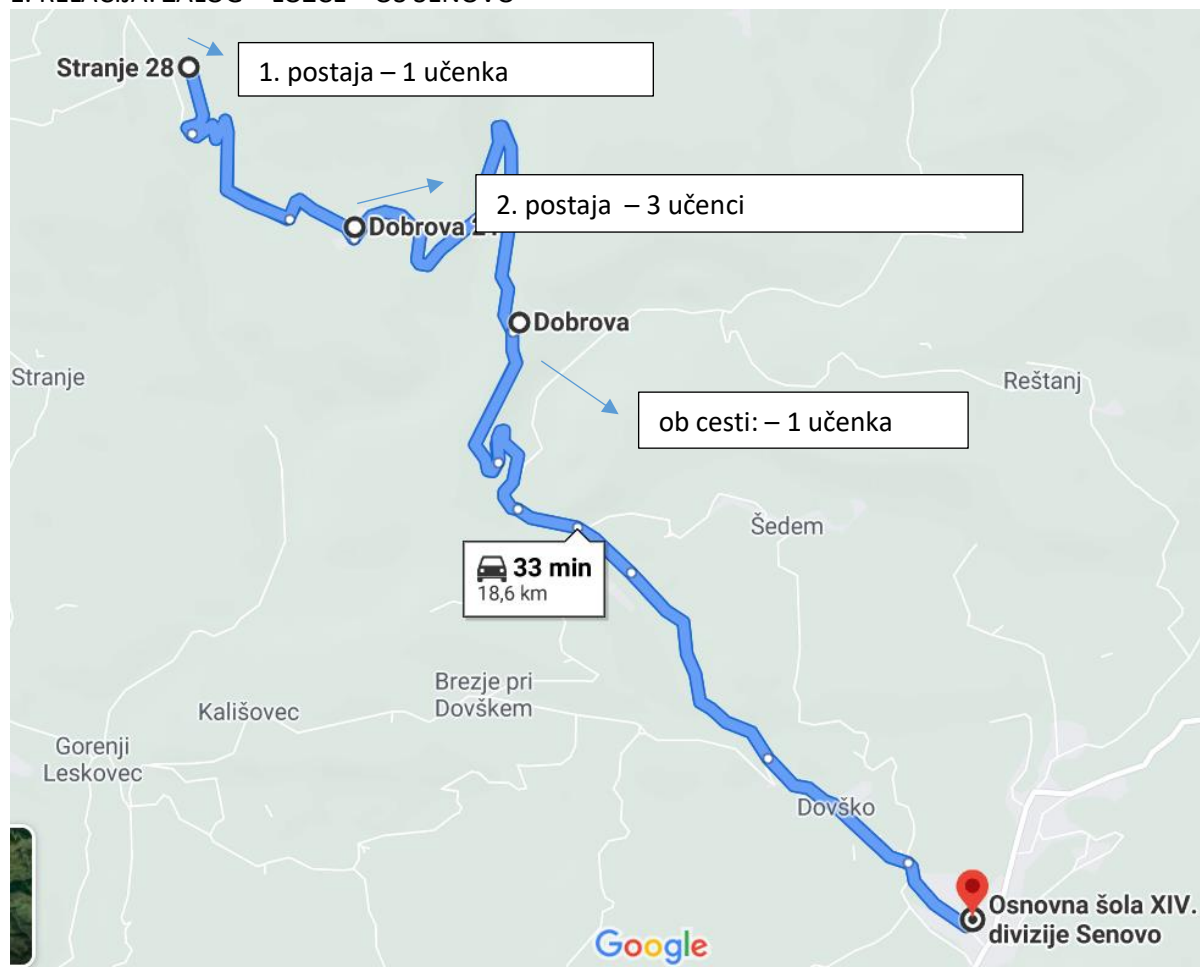 Stranje 28
1. postaja – 1 učenka
2. postaja – 3 učenci
Dobrova
Dobrova
Stranje
Reštanj
ob cesti: – 1 učenka
Šedem
33 min
18,6 km
Brezje pri
Dovškem
Kališovec
Gorenji
Leskovec
Dovško
Osnovna šola XIV.
divizije Senovo
Google